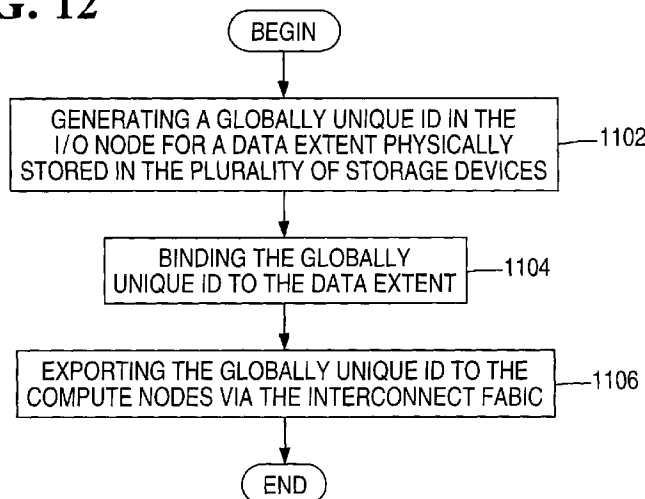 G. 12
BEGIN
GENERATING A GLOBALLY UNIQUE ID IN THE
I/O NODE FOR A DATA EXTENT PHYSICALLY
STORED IN THE PLURALITY OF STORAGE DEVICES
1102
BINDING THE GLOBALLY
UNIQUE ID TO THE DATA EXTENT
1104
EXPORTING THE GLOBALLY UNIQUE ID TO THE
COMPUTE NODES VIA THE INTERCONNECT FABIC
1106
END